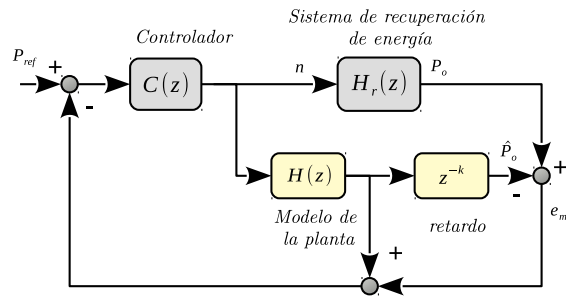 Sistema de recuperación
de energía
Controlador
P_ref
+
-
C(z)
n
H_r(z)
P_o
H(z)
z^{-k}
P̂_o
+
-
Modelo de
la planta
retardo
e_m
+